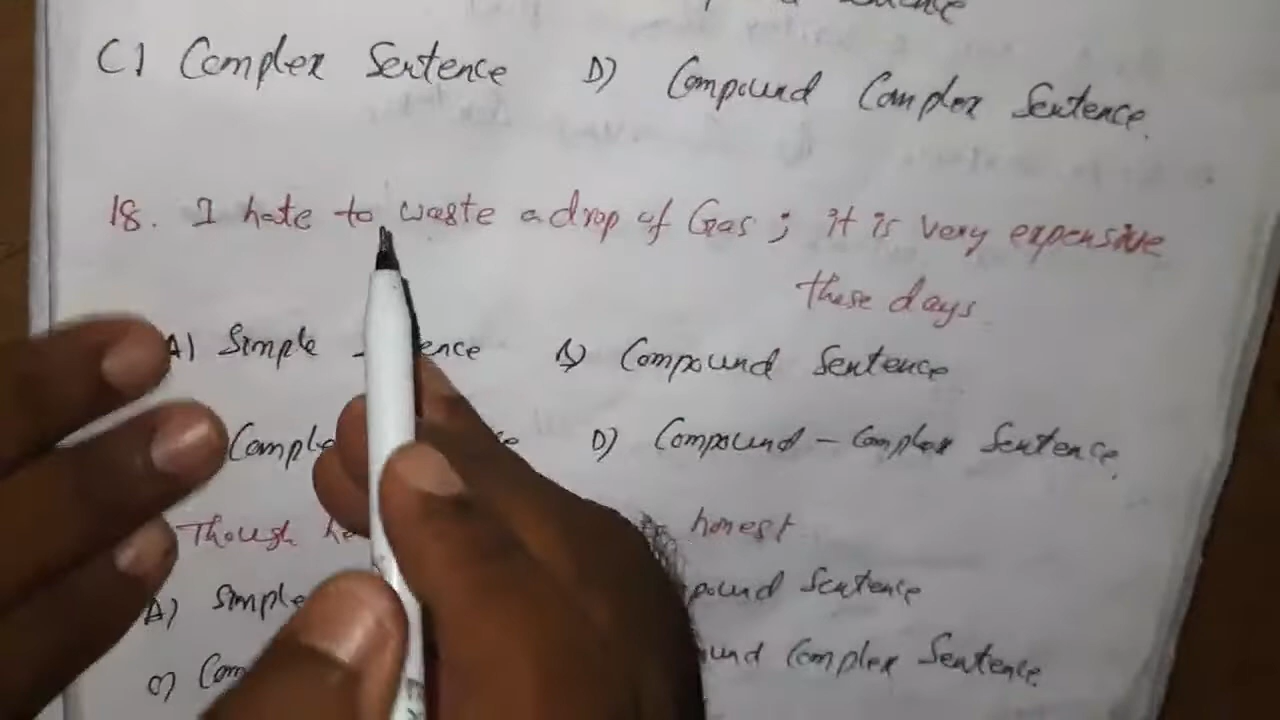 C) Complex Sentence D) Compound Complex Sentence.
18. I hate to waste a drop of Gas ; it is very expensive
these days
A) Simple B) Compound Sentence
D) Compound - Complex Sentence.
Though honest
A) Simple Sentence
C) Complex Sentence.